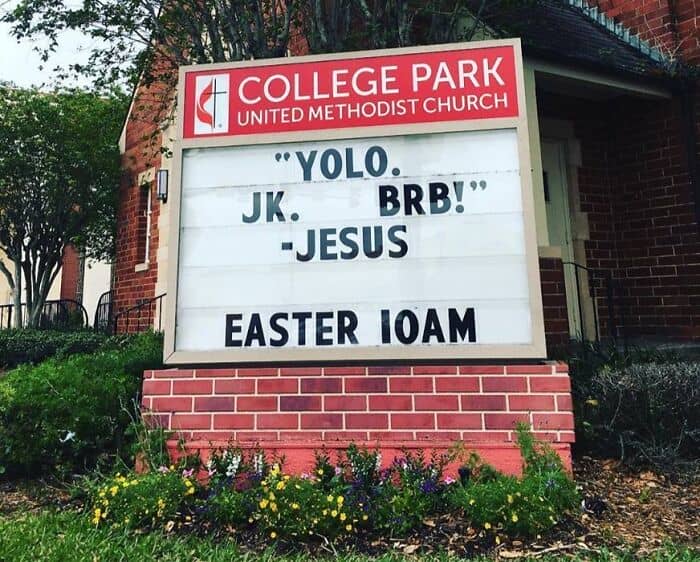 COLLEGE PARK
UNITED METHODIST CHURCH
"YOLO.
JK. BRB!"
-JESUS
EASTER 10AM